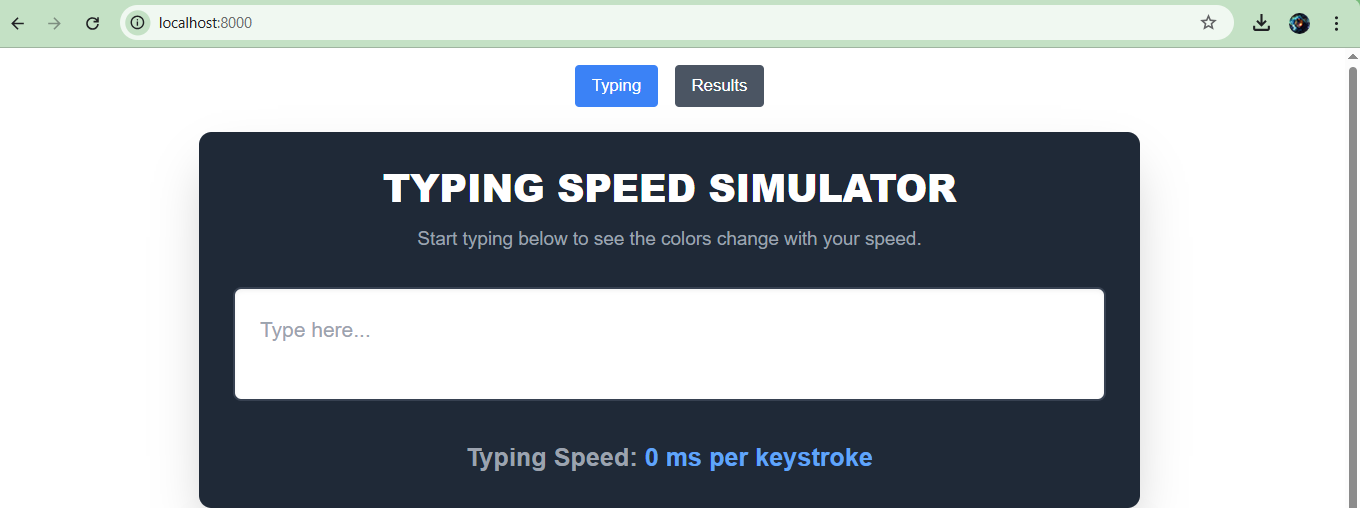 localhost:8000
Typing Results
TYPING SPEED SIMULATOR
Start typing below to see the colors change with your speed.
Type here...
Typing Speed: 0 ms per keystroke